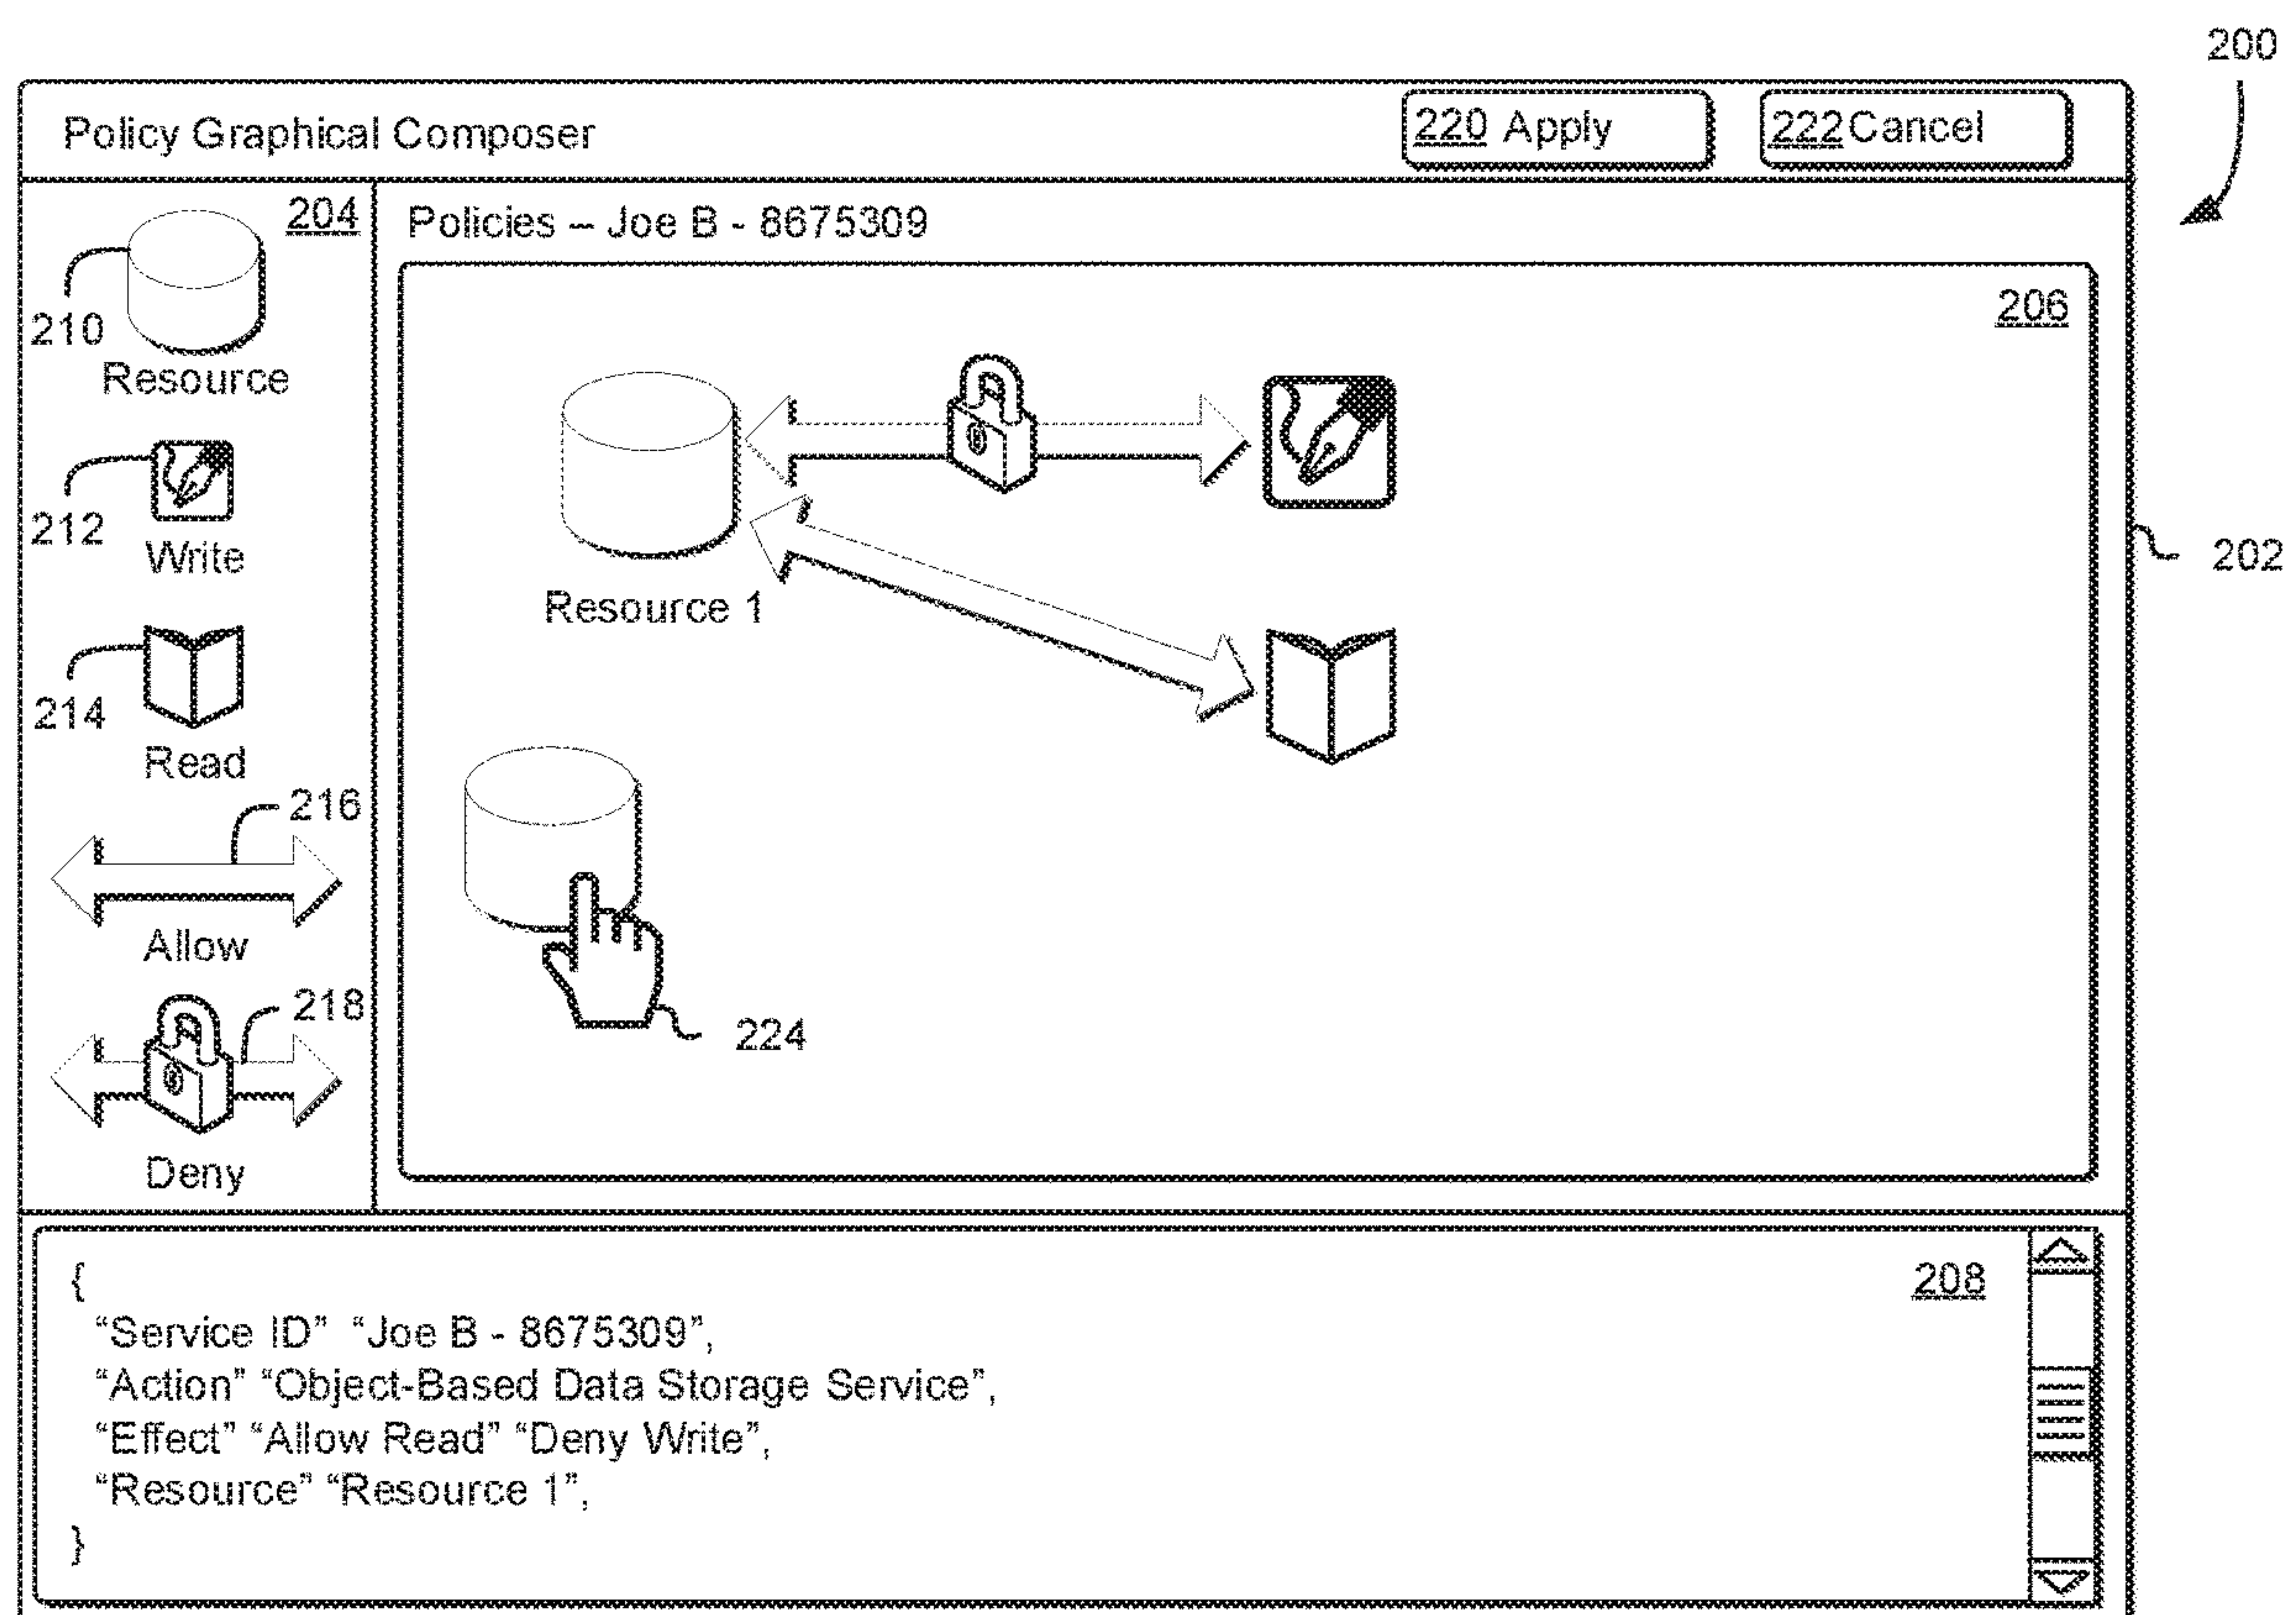 200
Policy Graphical Composer
220 Apply
222 Cancel
204
Policies – Joe B - 8675309
210
Resource
206
212
Write
Resource 1
202
214
Read
216
Allow
218
224
Deny
208
{
“Service ID” “Joe B - 8675309”,
“Action” “Object-Based Data Storage Service”,
“Effect” “Allow Read” “Deny Write”,
“Resource” “Resource 1”,
}